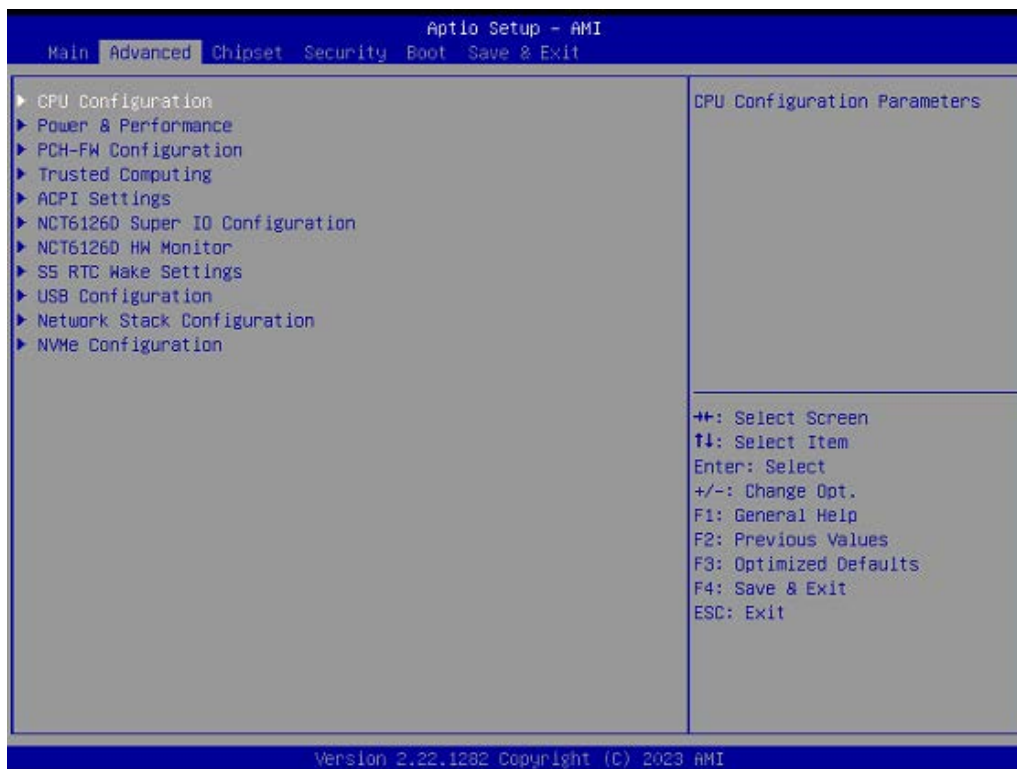 Aptio Setup – AMI
Main Advanced Chipset Security Boot Save & Exit
CPU Configuration
Power & Performance
PCH-FW Configuration
Trusted Computing
ACPI Settings
NCT6126D Super IO Configuration
NCT6126D HW Monitor
S5 RTC Wake Settings
USB Configuration
Network Stack Configuration
NVMe Configuration
CPU Configuration Parameters
→←: Select Screen
↑↓: Select Item
Enter: Select
+/-: Change Opt.
F1: General Help
F2: Previous Values
F3: Optimized Defaults
F4: Save & Exit
ESC: Exit
Version 2.22.1282 Copyright (C) 2023 AMI